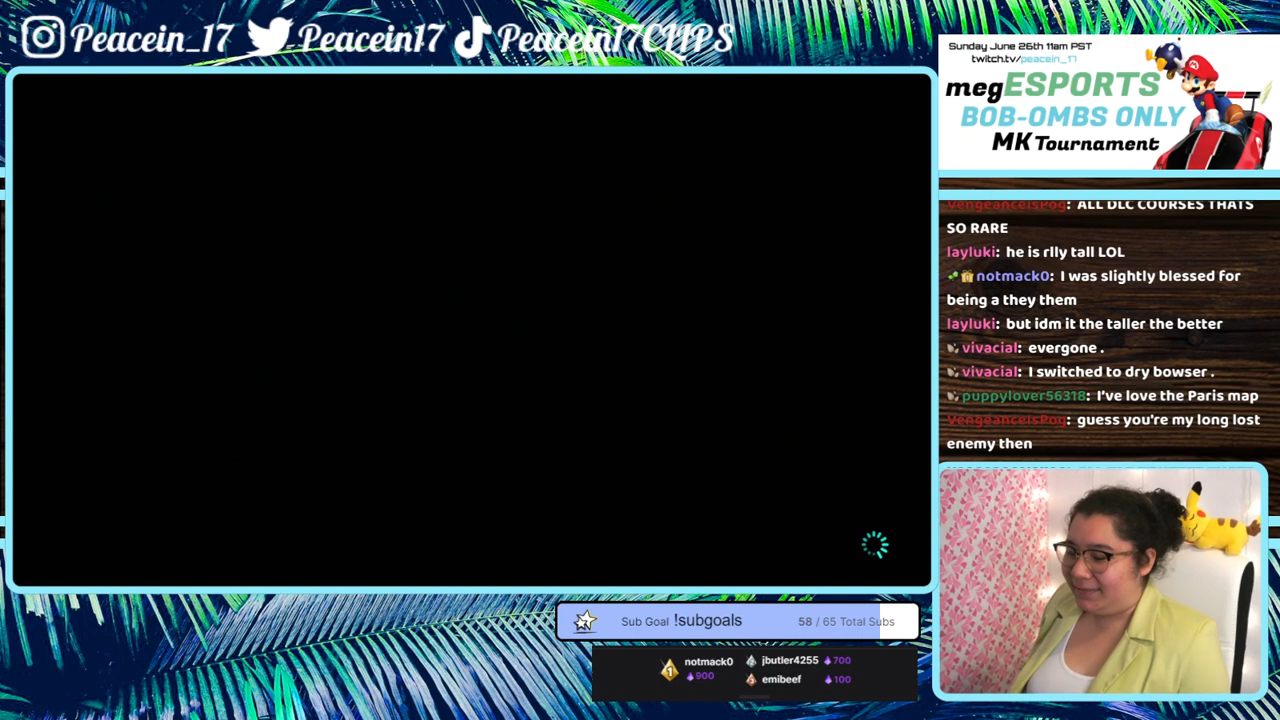 Peacein_17 Peacein17 Peacein17ClIPS
Sunday June 26th 11am PST
twitch.tv/peacein_17
megESPORTS
BOB-OMBS ONLY
MK Tournament
VengeanceIsPog: ALL DLC COURSES THATS
SO RARE
layluki: he is rlly tall LOL
notmack0: I was slightly blessed for
being a they them
layluki: but idm it the taller the better
vivacial: evergone .
vivacial: I switched to dry bowser .
puppylover56318: I've love the Paris map
VengeanceIsPog: guess you're my long lost
enemy then
Sub Goal !subgoals 58 / 65 Total Subs
1 notmack0 900
2 jbutler4255 700
3 emibeef 100